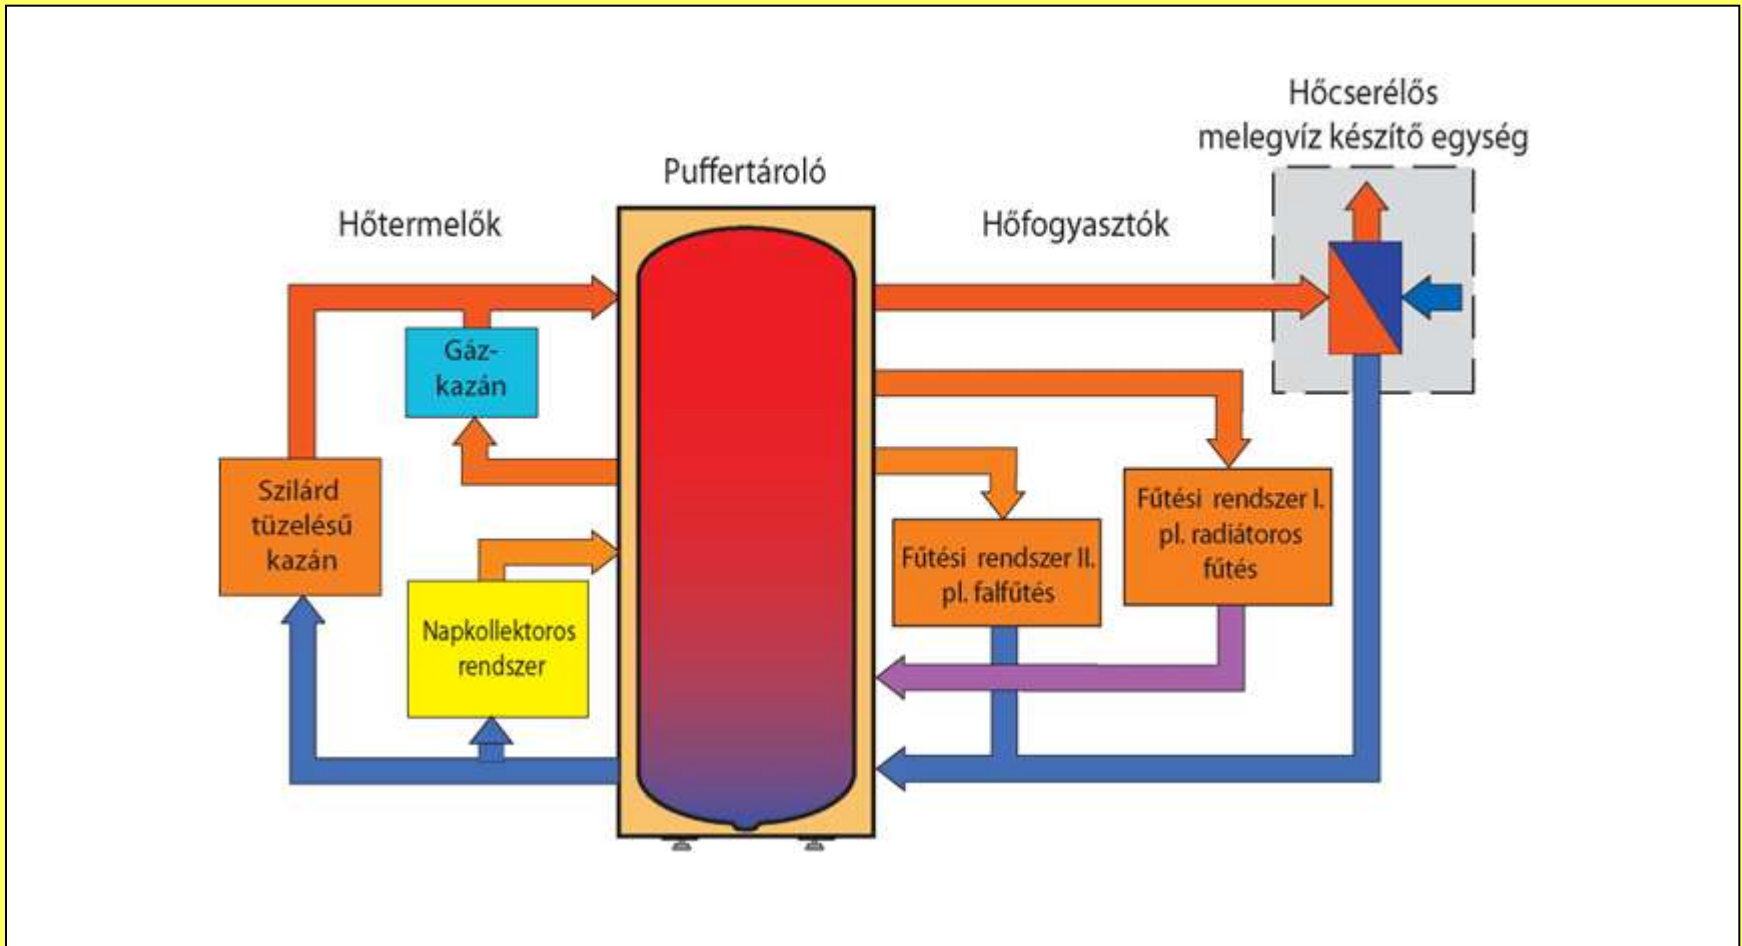 Hőcserélős
melegvíz készítő egység
Puffertároló
Hőtermelők
Hőfogyasztók
Gáz-
kazán
Szilárd
tüzelésű
kazán
Napkollektoros
rendszer
Fűtési rendszer II.
pl. falfűtés
Fűtési rendszer I.
pl. radiátoros
fűtés